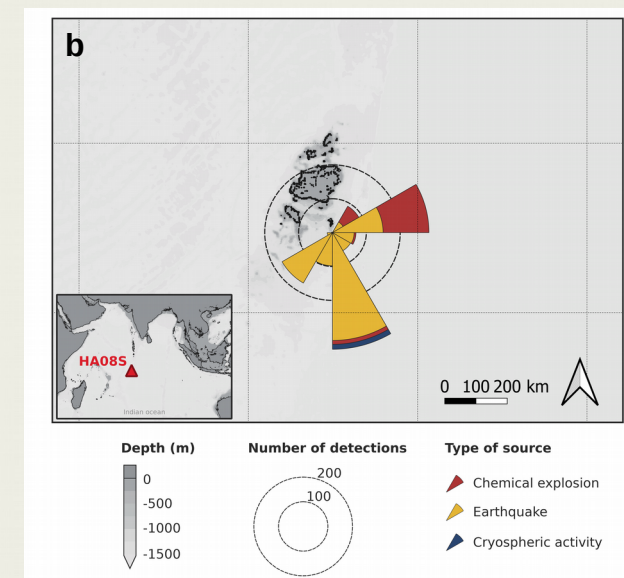 b
HA08S
Indian ocean
0 100 200 km
Depth (m)
0
-500
-1000
-1500
Number of detections
200
100
Type of source
Chemical explosion
Earthquake
Cryospheric activity